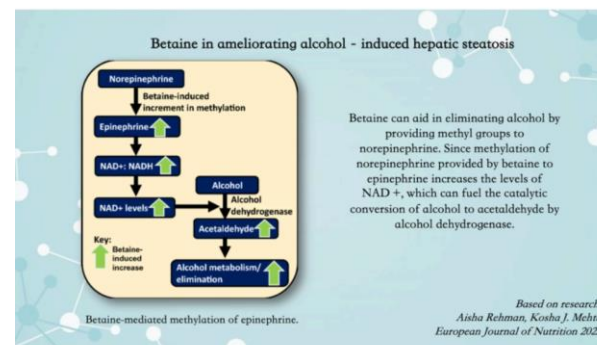 Betaine in ameliorating alcohol - induced hepatic steatosis
Norepinephrine
Betaine-induced
increment in methylation
Epinephrine
NAD+: NADH
NAD+ levels
Alcohol
Alcohol
dehydrogenase
Acetaldehyde
Key:
Betaine-
induced
increase
Alcohol metabolism/
elimination
Betaine-mediated methylation of epinephrine.
Betaine can aid in eliminating alcohol by
providing methyl groups to
norepinephrine. Since methylation of
norepinephrine provided by betaine to
epinephrine increases the levels of
NAD +, which can fuel the catalytic
conversion of alcohol to acetaldehyde by
alcohol dehydrogenase.
Based on research
Aisha Rehman, Kosha J.
European Journal of Nutrition